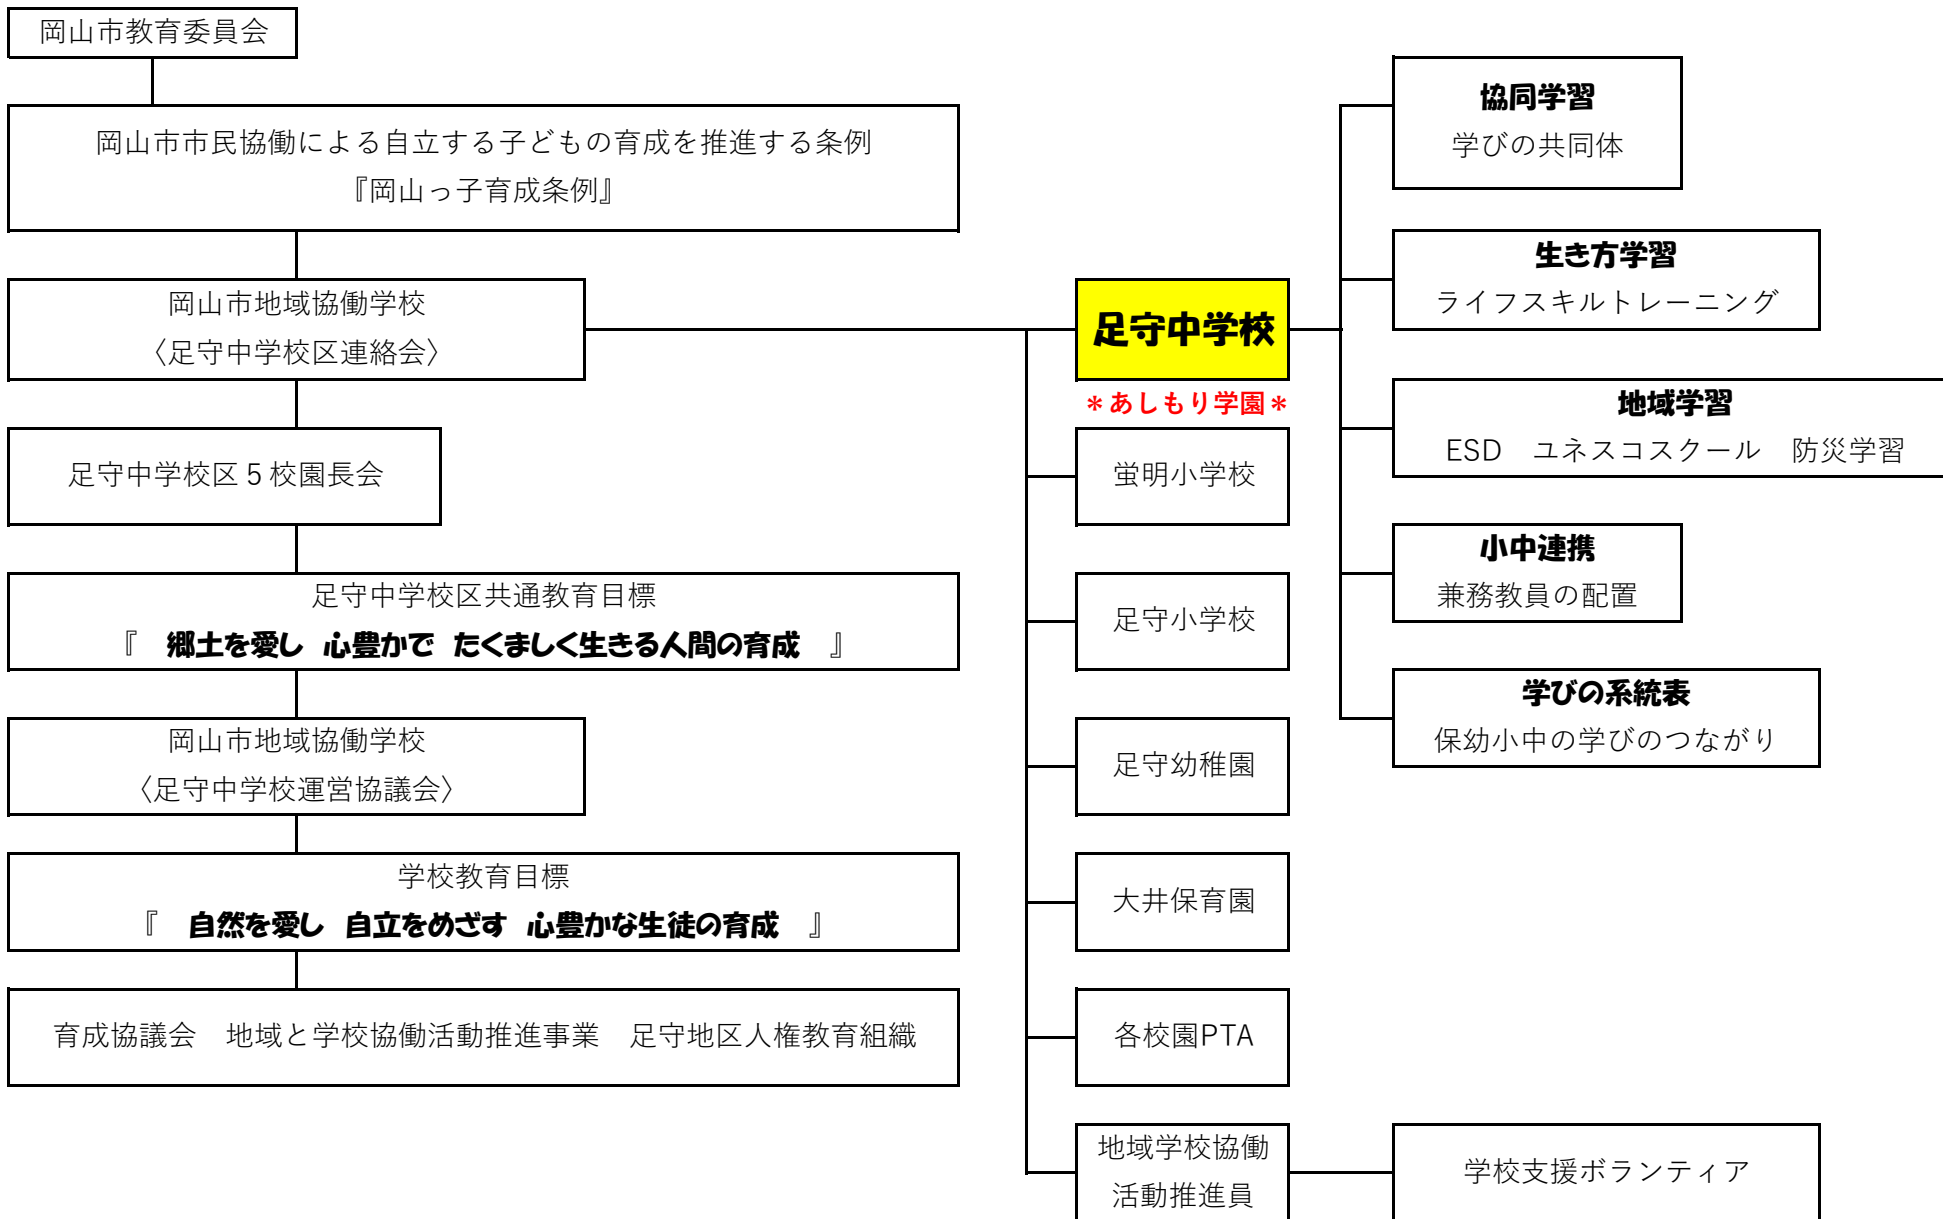 岡山市教育委員会
岡山市市民協働による自立する子どもの育成を推進する条例
『岡山っ子育成条例』
岡山市地域協働学校
〈足守中学校区連絡会〉
足守中学校区５校園長会
足守中学校区共通教育目標
『　郷土を愛し　心豊かで　たくましく生きる人間の育成　』
岡山市地域協働学校
〈足守中学校運営協議会〉
学校教育目標
『　自然を愛し　自立をめざす　心豊かな生徒の育成　』
育成協議会　地域と学校協働活動推進事業　足守地区人権教育組織
足守中学校
＊あしもり学園＊
蛍明小学校
足守小学校
足守幼稚園
大井保育園
各校園PTA
地域学校協働
活動推進員
協同学習
学びの共同体
生き方学習
ライフスキルトレーニング
地域学習
ESD　ユネスコスクール　防災学習
小中連携
兼務教員の配置
学びの系統表
保幼小中の学びのつながり
学校支援ボランティア